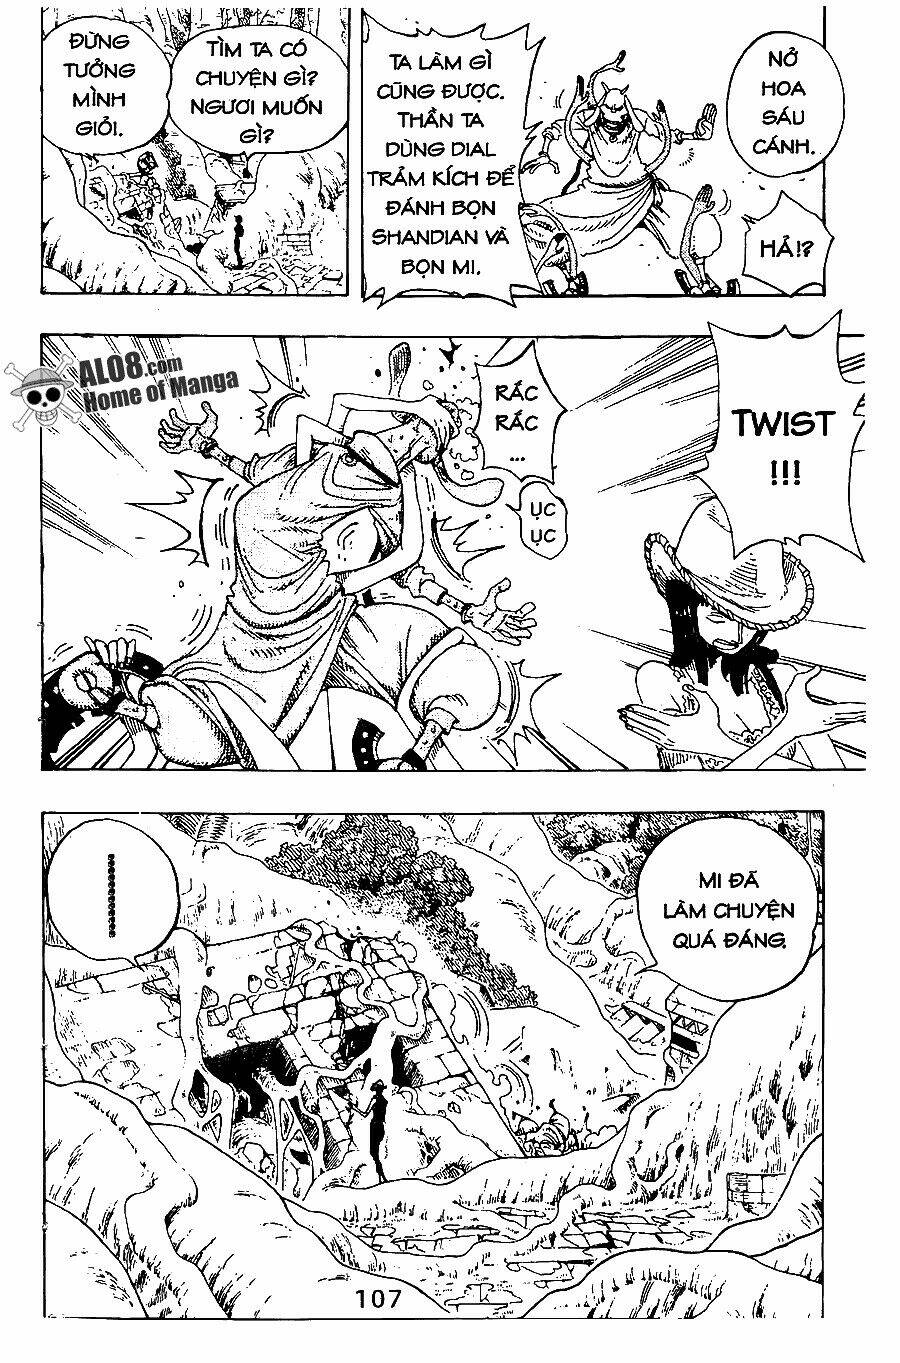 NỞ
HOA
SÁU
CÁNH.
HẢ!?
TA LÀM GÌ
CŨNG ĐƯỢC.
THẦN TA
DÙNG DIAL
TRẢM KÍCH ĐỂ
ĐÁNH BỌN
SHANDIAN VÀ
BỌN MI.
TÌM TA CÓ
CHUYỆN GÌ?
NGƯƠI MUỐN
GÌ?
ĐỪNG
TƯỞNG
MÌNH
GIỎI.
TWIST
!!!
RẮC
RẮC
...
ỤC
ỤC
AL08.com
Home of Manga
MI ĐÃ
LÀM CHUYỆN
QUÁ ĐÁNG.
107